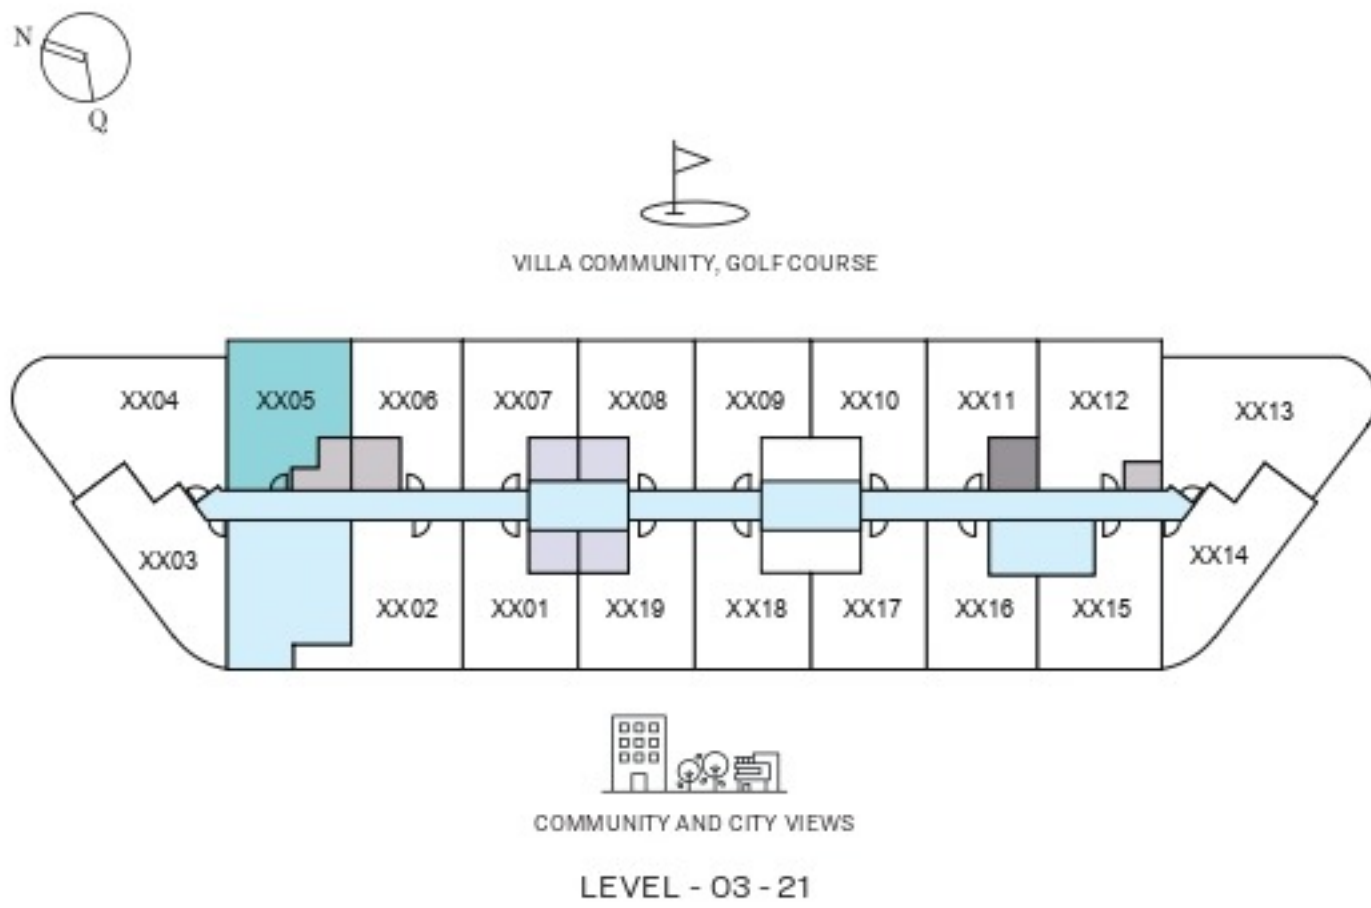 N
Q
VILLA COMMUNITY, GOLF COURSE
XX04 XX05 XX06 XX07 XX08 XX09 XX10 XX11 XX12 XX13
XX03 XX14
XX02 XX01 XX19 XX18 XX17 XX16 XX15
COMMUNITY AND CITY VIEWS
LEVEL - 03 - 21